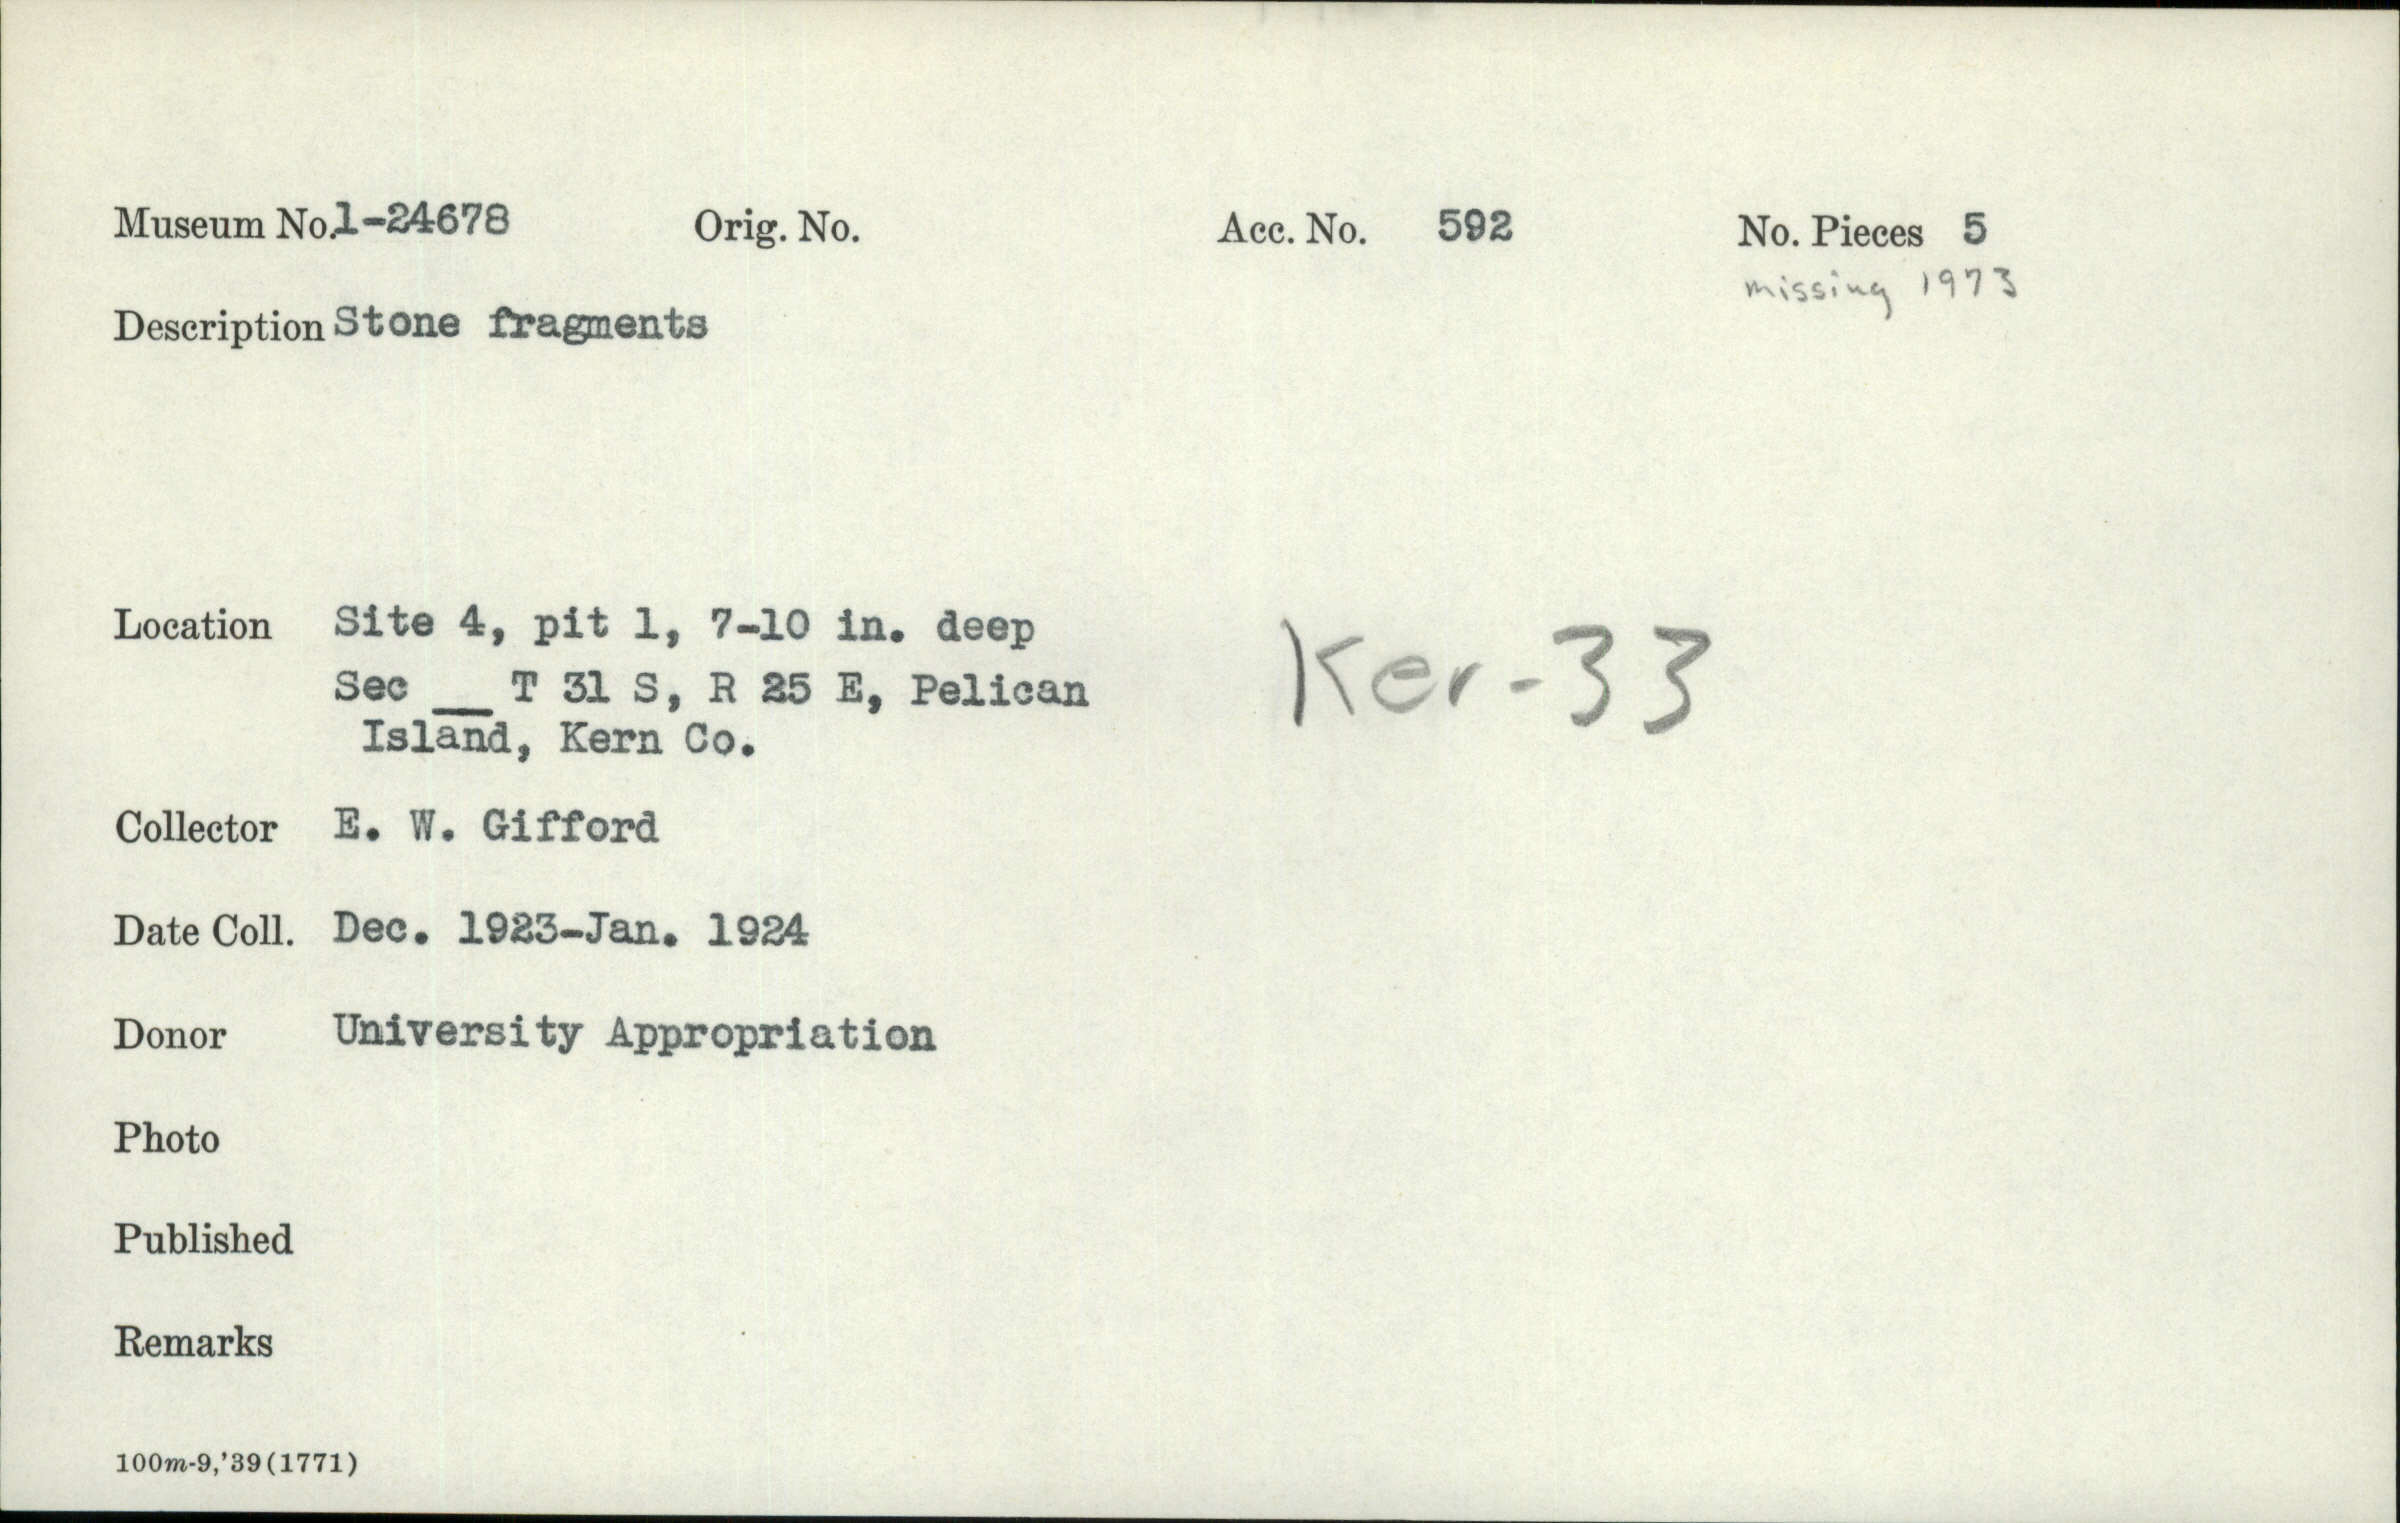 Museum No. 1-24678 Orig. No. Acc. No. 592 No. Pieces 5
missing 1973
Description Stone fragments
Location Site 4, pit 1, 7-10 in. deep
Ker-33
Sec __ T 31 S, R 25 E, Pelican
Island, Kern Co.
Collector E. W. Gifford
Date Coll. Dec. 1923-Jan. 1924
Donor University Appropriation
Photo
Published
Remarks
100m-9,'39(1771)